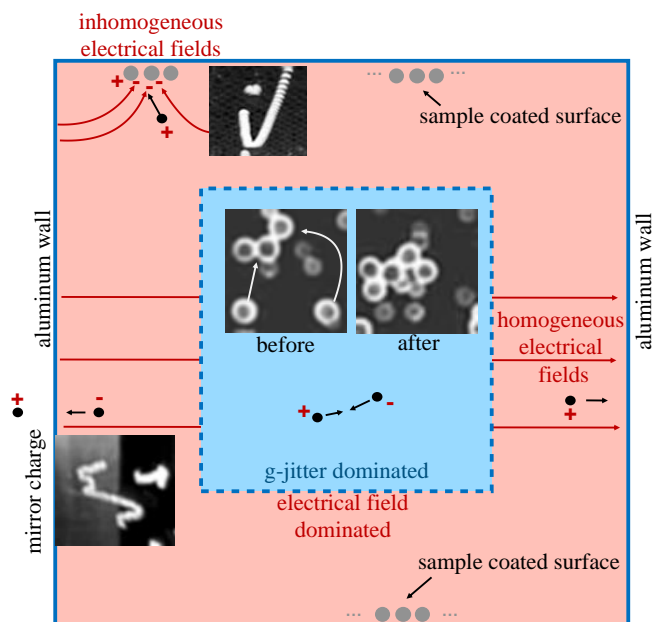 inhomogeneous
electrical fields
+
-
-
-
+
... ...
sample coated surface
aluminum wall
aluminum wall
before
after
homogeneous
electrical
fields
+
-
+
-
+
mirror charge
g-jitter dominated
electrical field
dominated
sample coated surface
... ...